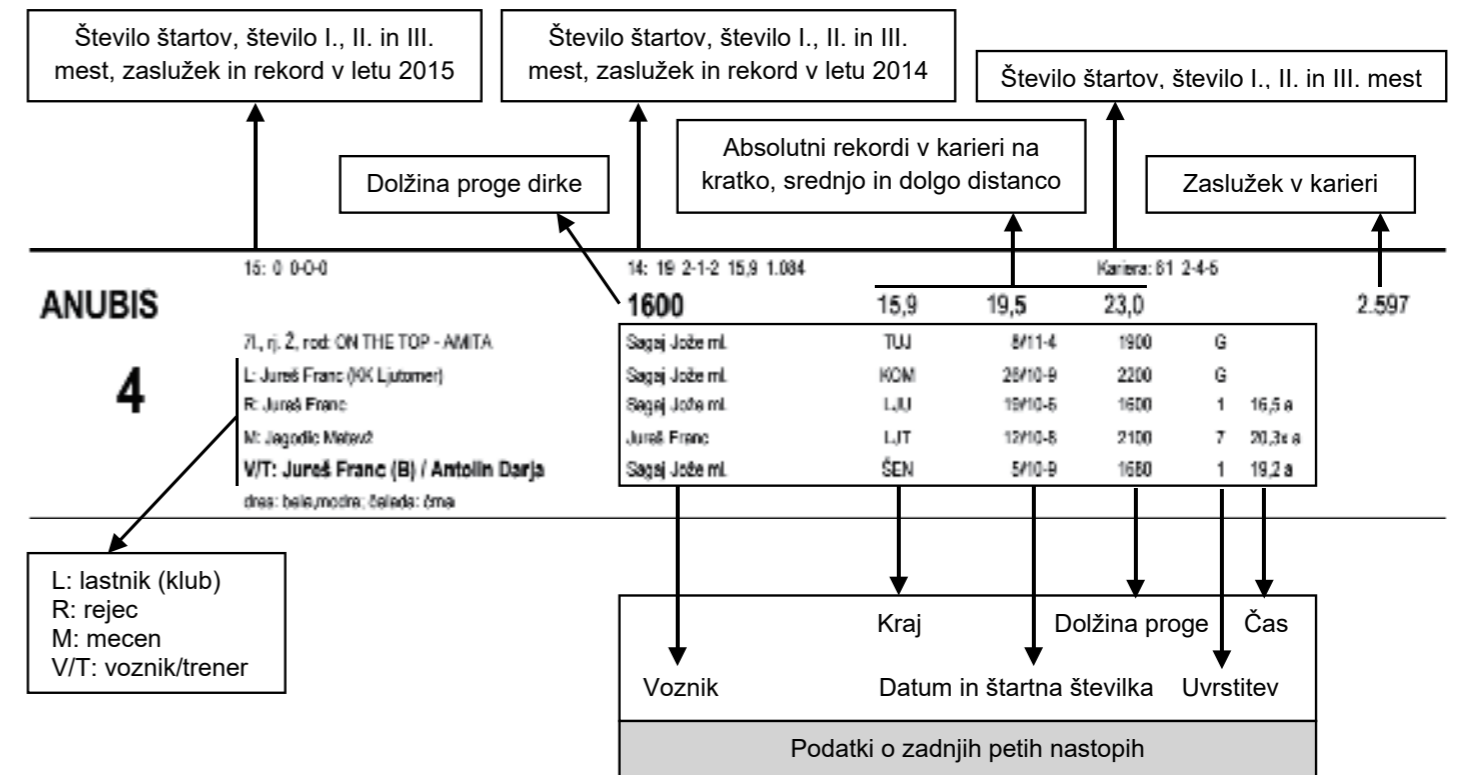 Število štartov, število I., II. in III.
mest, zaslužek in rekord v letu 2015
Število štartov, število I., II. in III.
mest, zaslužek in rekord v letu 2014
Število štartov, število I., II. in III. mest
Dolžina proge dirke
Absolutni rekordi v karieri na
kratko, srednjo in dolgo distanco
Zaslužek v karieri
15: 0 0-0-0
14: 19 2-1-2 15,9 1.084
Kariera: 61 2-4-5
ANUBIS
1600 15,9 19,5 23,0 2.597
4
7l., rj. Ž, rod: ON THE TOP - AMITA
L: Jureš Franc (KK Ljutomer)
R: Jureš Franc
M: Jagodic Matevž
V/T: Jureš Franc (B) / Antolin Darja
dres: bela,modra; čelada: črna
Sagaj Jože ml. TUJ 8/11-4 1900 G
Sagaj Jože ml. KOM 26/10-9 2200 G
Sagaj Jože ml. LJU 19/10-6 1600 1 16,5 a
Jureš Franc LJT 12/10-8 2100 7 20,3x a
Sagaj Jože ml. ŠEN 5/10-9 1680 1 19,2 a
L: lastnik (klub)
R: rejec
M: mecen
V/T: voznik/trener
Kraj Dolžina proge Čas
Voznik Datum in štartna številka Uvrstitev
Podatki o zadnjih petih nastopih